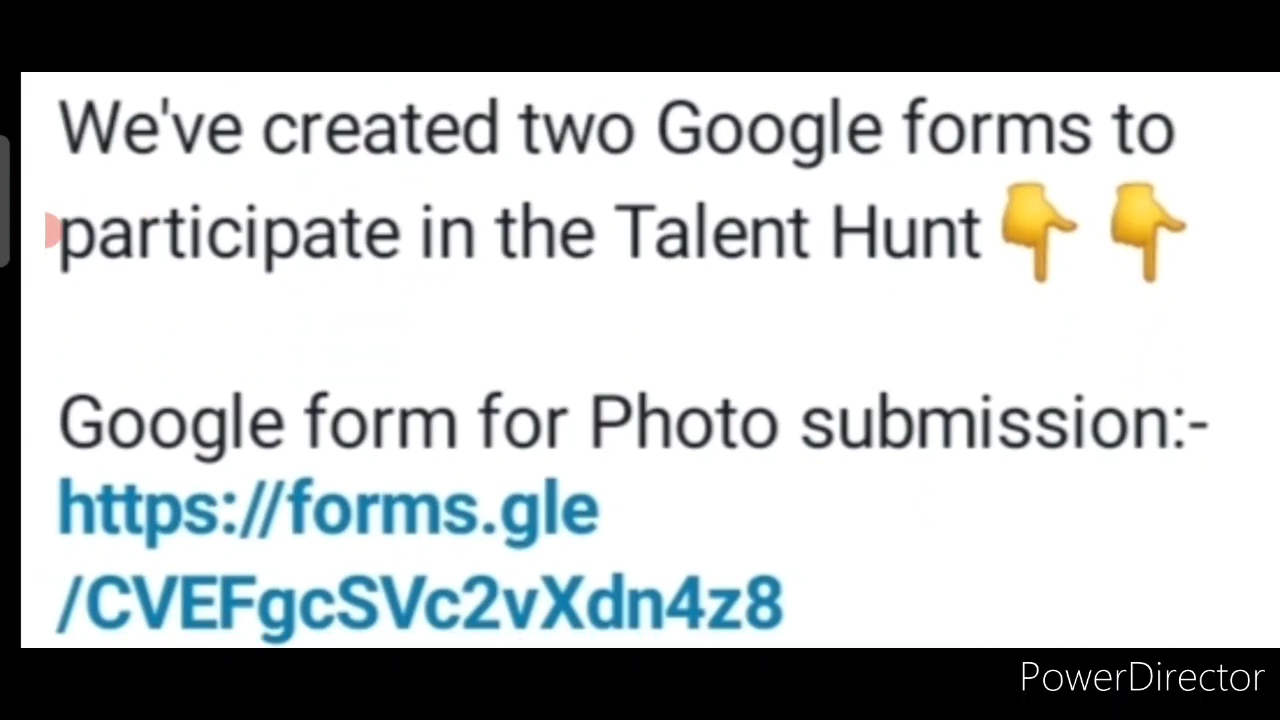 We've created two Google forms to
participate in the Talent Hunt👇👇
Google form for Photo submission:-
https://forms.gle
/CVEFgcSVc2vXdn4z8
PowerDirector